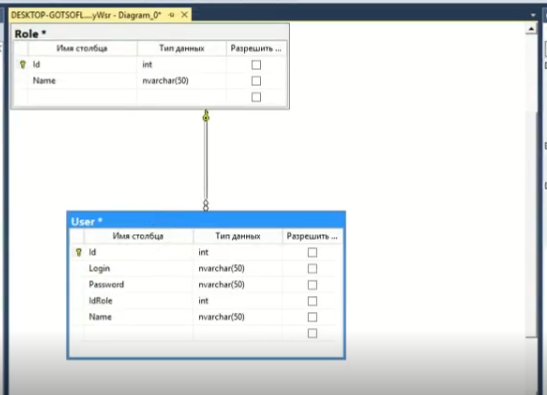 DESKTOP-GOTSOFL....yWsr - Diagram_0*
Role *
Имя столбца Тип данных Разрешить ...
Id int
Name nvarchar(50)
User *
Имя столбца Тип данных Разрешить ...
Id int
Login nvarchar(50)
Password nvarchar(50)
IdRole int
Name nvarchar(50)